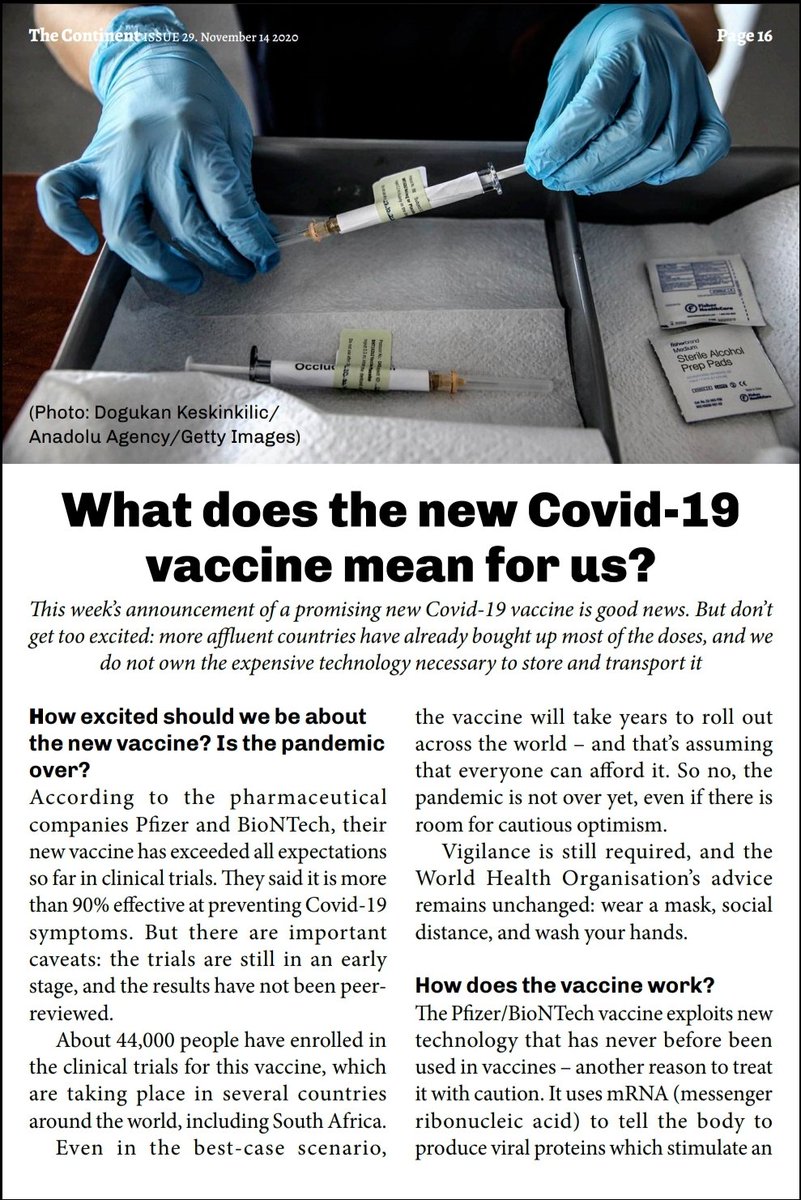 The Continent ISSUE 29. November 14 2020
Page 16
Occlu
Fisher
HealthCare
fisherbrand
Medium
Sterile Alcohol
Prep Pads
(Photo: Dogukan Keskinkilic/
Anadolu Agency/Getty Images)
What does the new Covid-19
vaccine mean for us?
This week's announcement of a promising new Covid-19 vaccine is good news. But don't
get too excited: more affluent countries have already bought up most of the doses, and we
do not own the expensive technology necessary to store and transport it
How excited should we be about
the new vaccine? Is the pandemic
over?
According to the pharmaceutical
companies Pfizer and BioNTech, their
new vaccine has exceeded all expectations
so far in clinical trials. They said it is more
than 90% effective at preventing Covid-19
symptoms. But there are important
caveats: the trials are still in an early
stage, and the results have not been peer-
reviewed.
About 44,000 people have enrolled in
the clinical trials for this vaccine, which
are taking place in several countries
around the world, including South Africa.
Even in the best-case scenario,
the vaccine will take years to roll out
across the world – and that's assuming
that everyone can afford it. So no, the
pandemic is not over yet, even if there is
room for cautious optimism.
Vigilance is still required, and the
World Health Organisation's advice
remains unchanged: wear a mask, social
distance, and wash your hands.
How does the vaccine work?
The Pfizer/BioNTech vaccine exploits new
technology that has never before been
used in vaccines – another reason to treat
it with caution. It uses mRNA (messenger
ribonucleic acid) to tell the body to
produce viral proteins which stimulate an